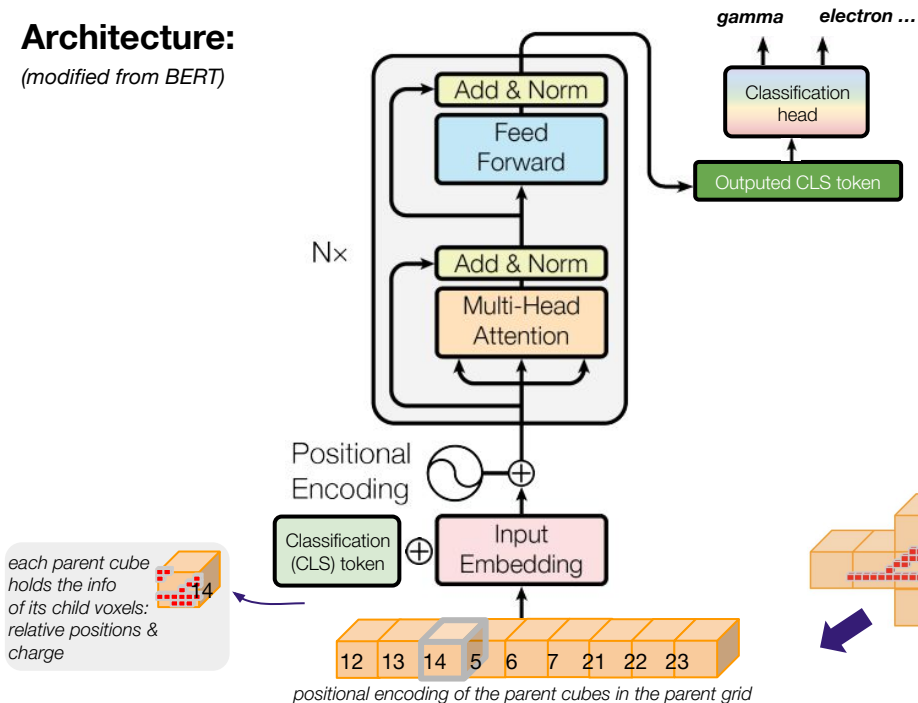 Architecture:
(modified from BERT)
gamma electron ...
Classification
head
Outputed CLS token
Add & Norm
Feed
Forward
N×
Add & Norm
Multi-Head
Attention
Positional
Encoding
Classification
(CLS) token
Input
Embedding
each parent cube
holds the info
of its child voxels:
relative positions &
charge
14
12 13 14 5 6 7 21 22 23
positional encoding of the parent cubes in the parent grid